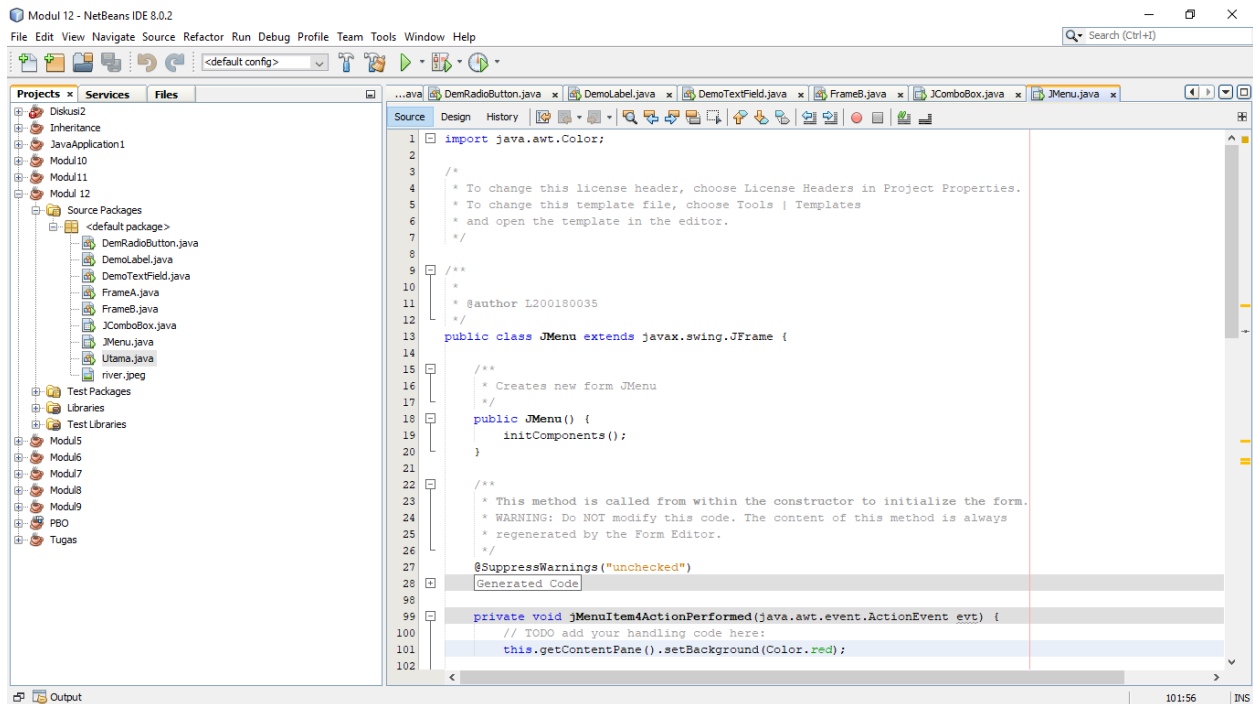 Modul 12 - NetBeans IDE 8.0.2
File Edit View Navigate Source Refactor Run Debug Profile Team Tools Window Help
Search (Ctrl+I)
<default config>
Projects × Services Files
Diskusi2
Inheritance
JavaApplication1
Modul10
Modul11
Modul 12
Source Packages
<default package>
DemRadioButton.java
DemoLabel.java
DemoTextField.java
FrameA.java
FrameB.java
JComboBox.java
JMenu.java
Utama.java
river.jpeg
Test Packages
Libraries
Test Libraries
Modul5
Modul6
Modul7
Modul8
Modul9
PBO
Tugas
...ava DemRadioButton.java × DemoLabel.java × DemoTextField.java × FrameB.java × JComboBox.java × JMenu.java ×
Source Design History
1 import java.awt.Color;
2
3 /*
4 * To change this license header, choose License Headers in Project Properties.
5 * To change this template file, choose Tools | Templates
6 * and open the template in the editor.
7 */
8
9 /**
10 *
11 * @author L200180035
12 */
13 public class JMenu extends javax.swing.JFrame {
14
15 /**
16 * Creates new form JMenu
17 */
18 public JMenu() {
19 initComponents();
20 }
21
22 /**
23 * This method is called from within the constructor to initialize the form.
24 * WARNING: Do NOT modify this code. The content of this method is always
25 * regenerated by the Form Editor.
26 */
27 @SuppressWarnings("unchecked")
28 Generated Code
98
99 private void jMenuItem4ActionPerformed(java.awt.event.ActionEvent evt) {
100 // TODO add your handling code here:
101 this.getContentPane().setBackground(Color.red);
102
Output
101:56 INS